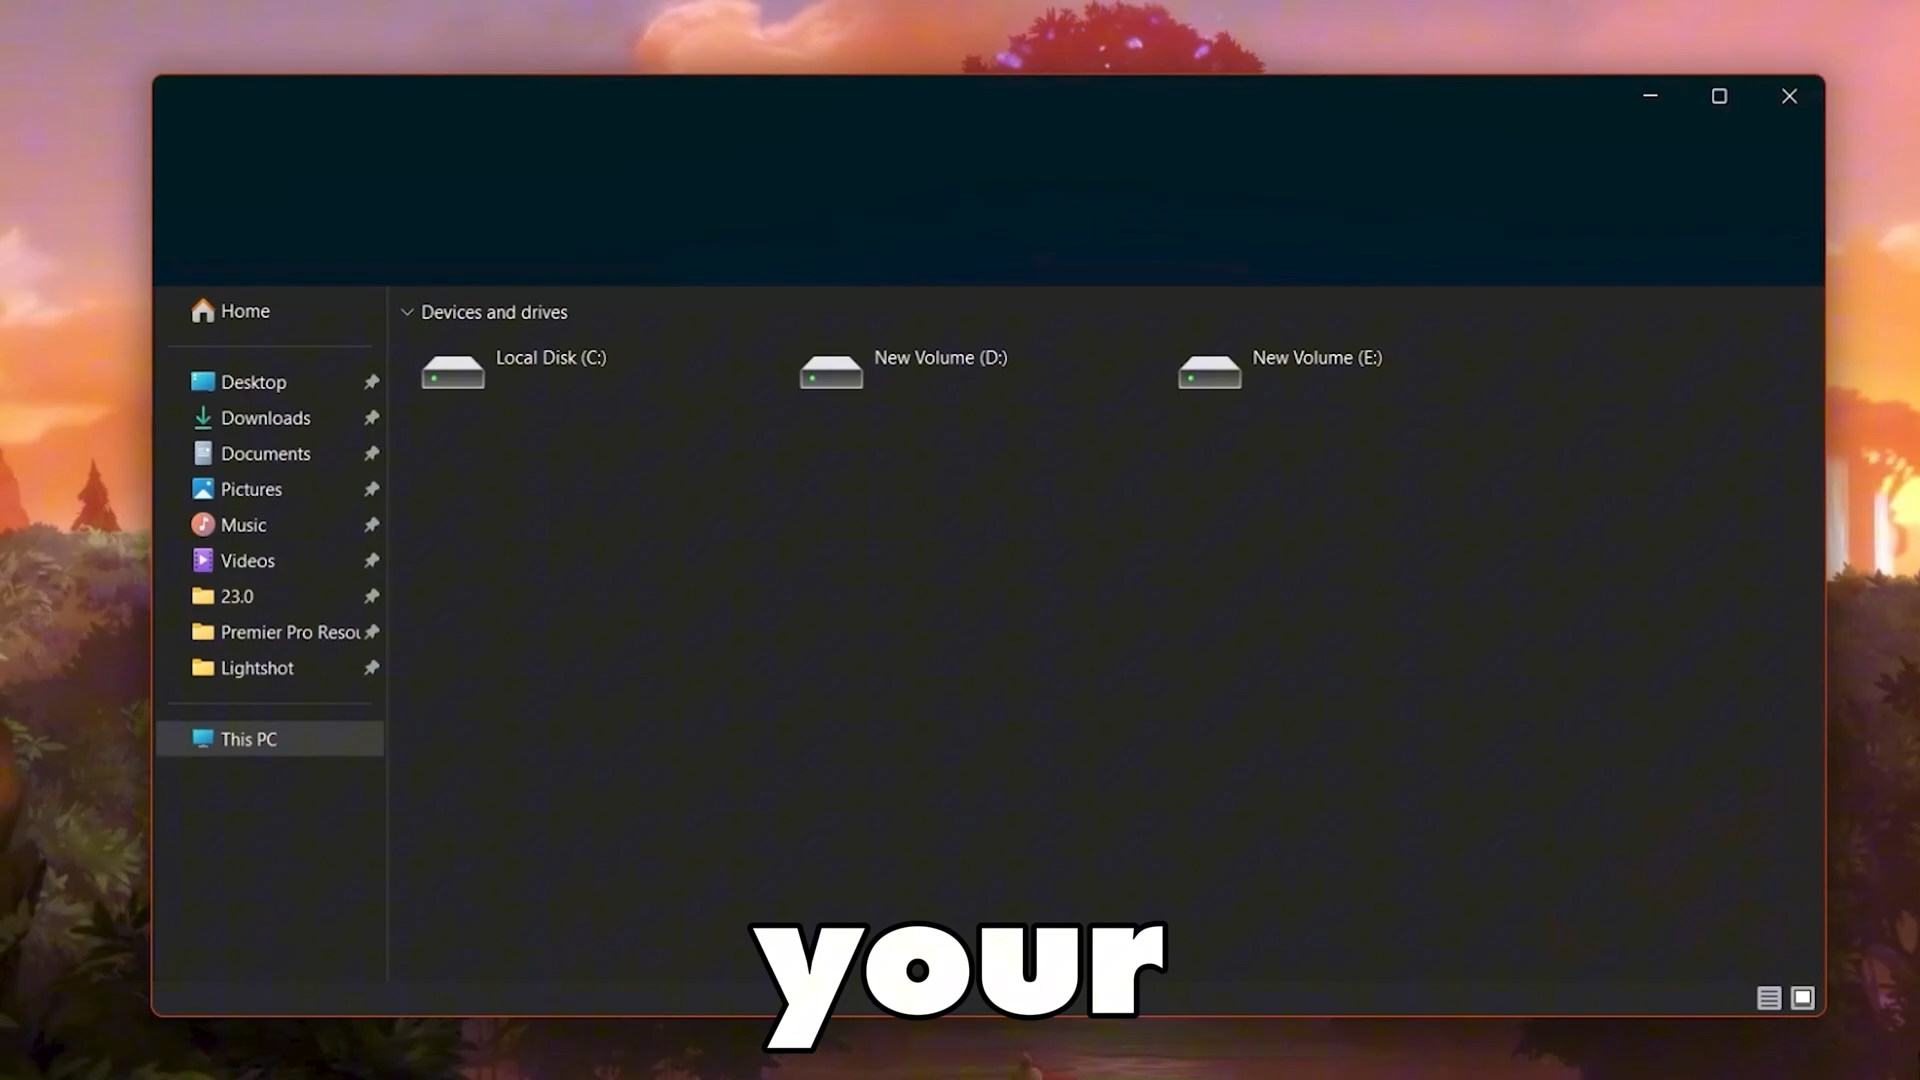 Home
Desktop
Downloads
Documents
Pictures
Music
Videos
23.0
Premier Pro Resou
Lightshot
This PC
Devices and drives
Local Disk (C:)
New Volume (D:)
New Volume (E:)
your